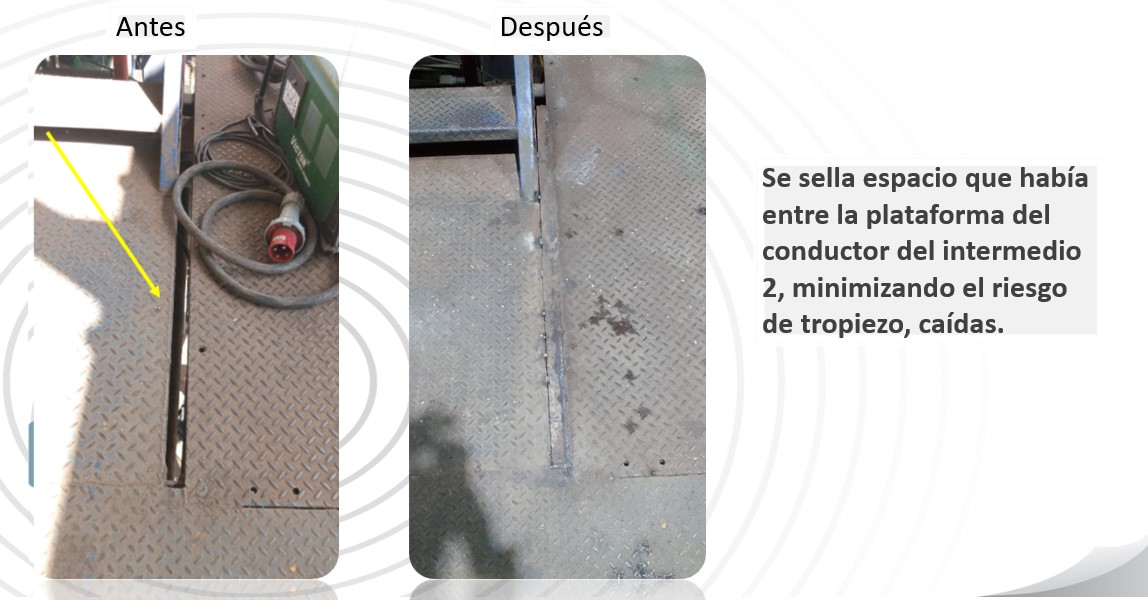 Antes
Después
VICTOR
Se sella espacio que había
entre la plataforma del
conductor del intermedio
2, minimizando el riesgo
de tropiezo, caídas.